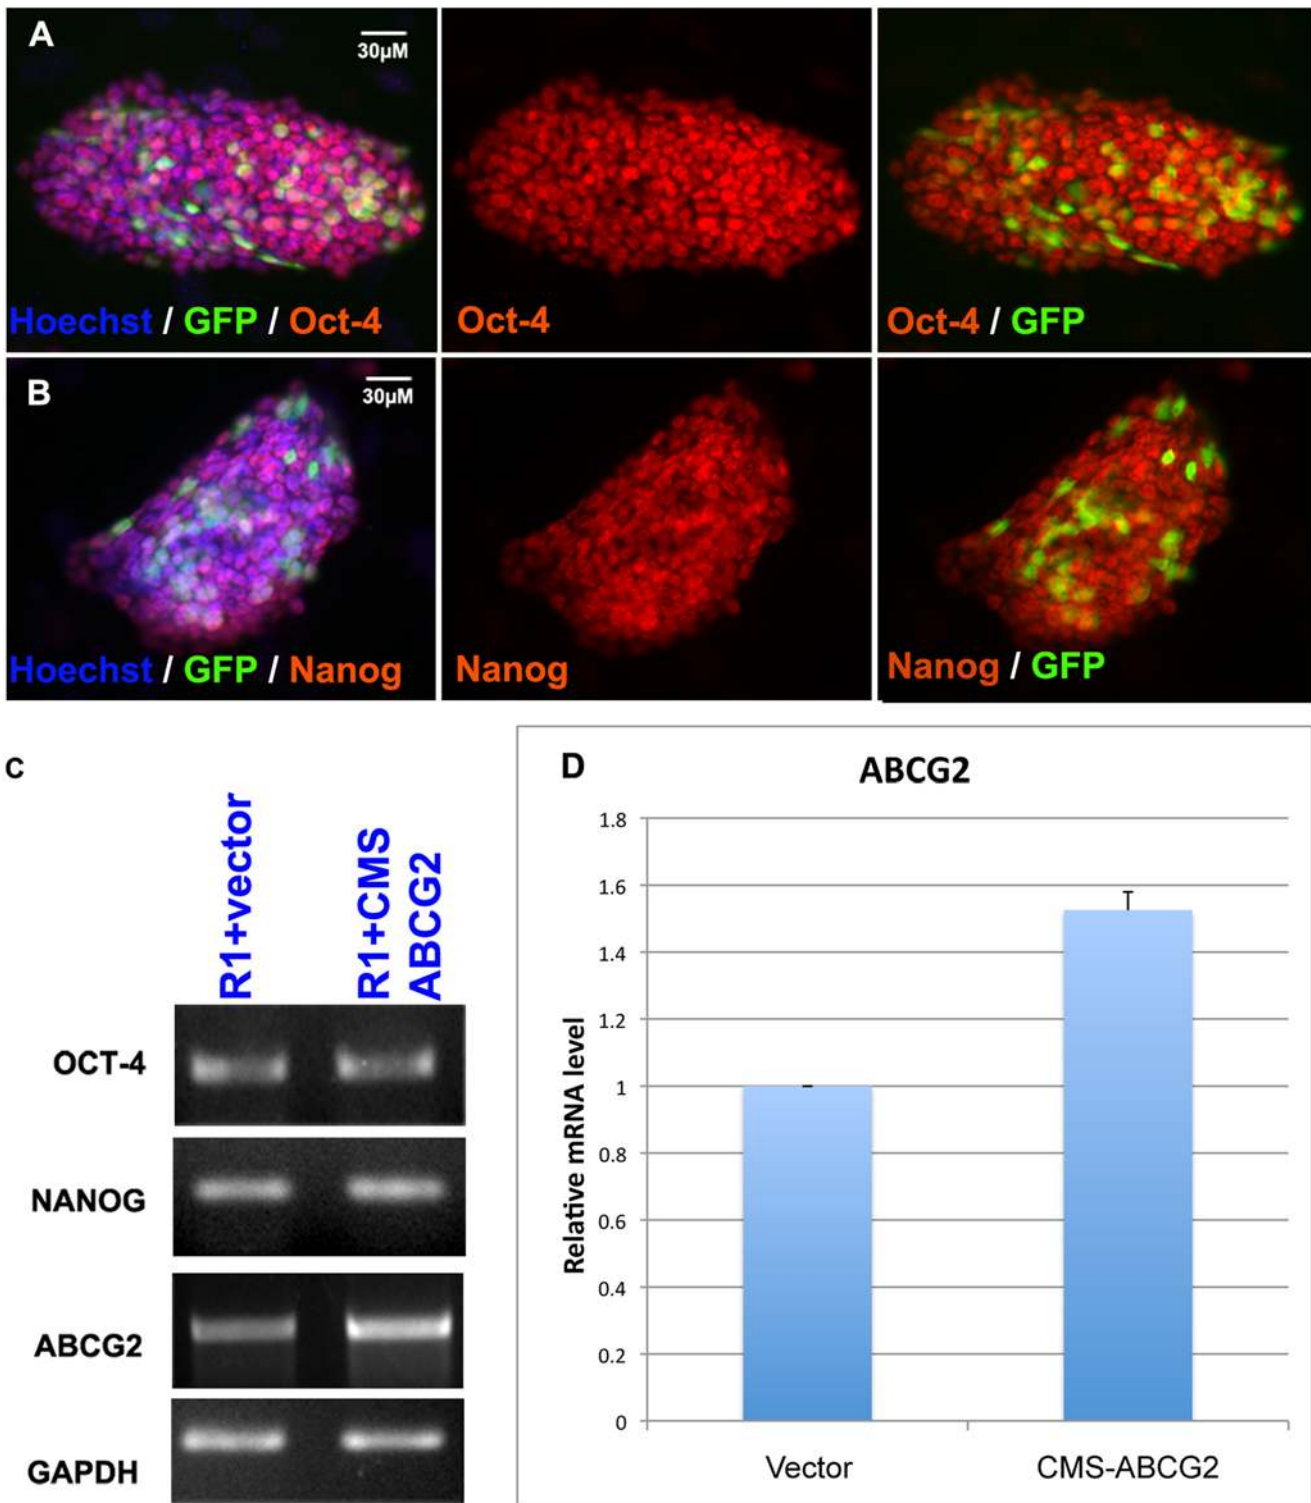 A
30µM
Hoechst / GFP / Oct-4
Oct-4
Oct-4 / GFP
B
30µM
Hoechst / GFP / Nanog
Nanog
Nanog / GFP
C
R1+vector
R1+CMS
ABCG2
OCT-4
NANOG
ABCG2
GAPDH
D
ABCG2
Relative mRNA level
1.8
1.6
1.4
1.2
1
0.8
0.6
0.4
0.2
0
Vector
CMS-ABCG2